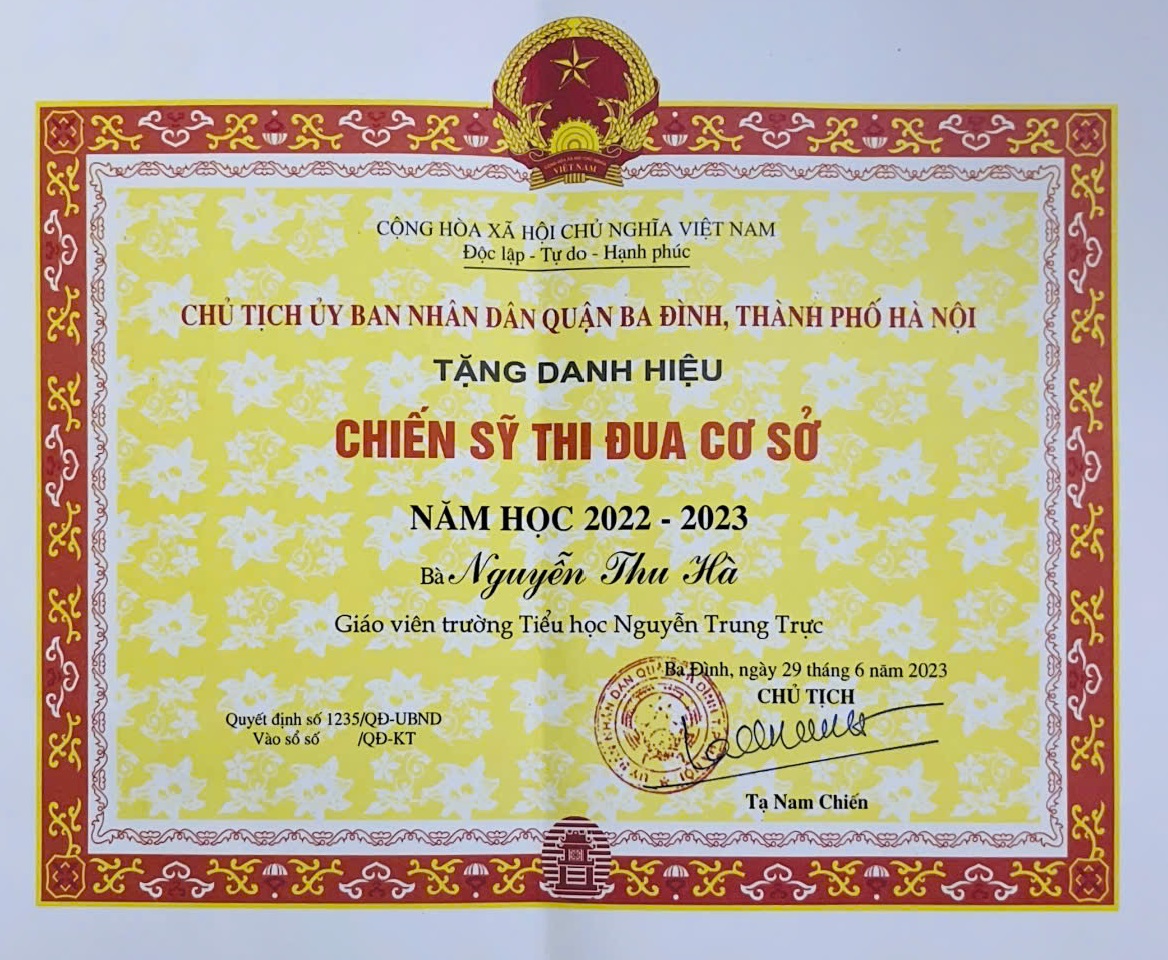 VIỆT NAM
CỘNG HÒA XÃ HỘI CHỦ NGHĨA VIỆT NAM
Độc lập - Tự do - Hạnh phúc
CHỦ TỊCH ỦY BAN NHÂN DÂN QUẬN BA ĐÌNH, THÀNH PHỐ HÀ NỘI
TẶNG DANH HIỆU
CHIẾN SỸ THI ĐUA CƠ SỞ
NĂM HỌC 2022 - 2023
Bà Nguyễn Thu Hà
Giáo viên trường Tiểu học Nguyễn Trung Trực
Ba Đình, ngày 29 tháng 6 năm 2023
CHỦ TỊCH
Quyết định số 1235/QĐ-UBND
Vào sổ số /QĐ-KT
Tạ Nam Chiến